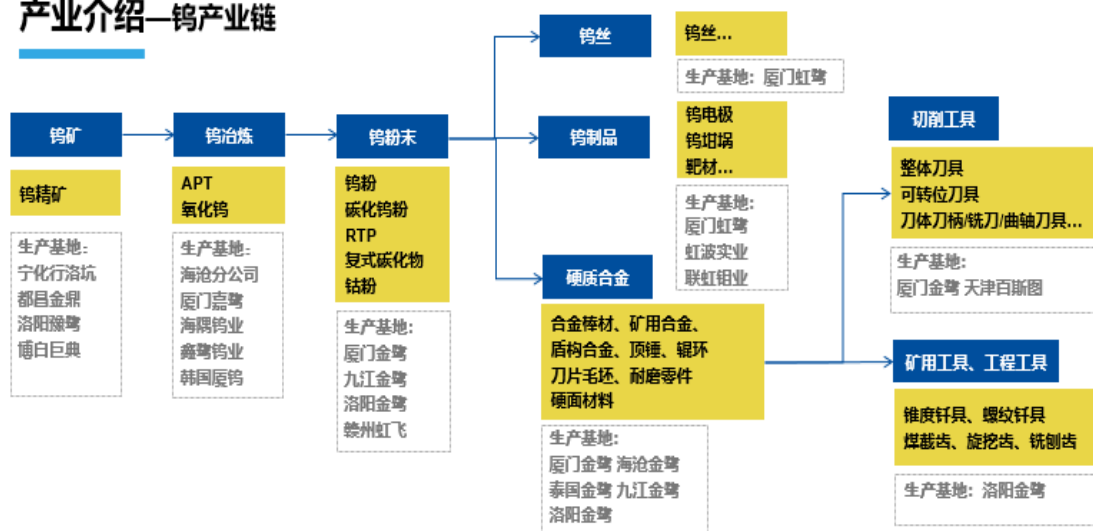 产业介绍—钨产业链
钨矿
钨精矿
生产基地：
宁化行洛坑
都昌金鼎
洛阳豫鹭
博白巨典
钨冶炼
APT
氧化钨
生产基地：
海沧分公司
厦门嘉鹭
海隅钨业
鑫鹭钨业
韩国厦钨
钨粉末
钨粉
碳化钨粉
RTP
复式碳化物
钴粉
生产基地：
厦门金鹭
九江金鹭
洛阳金鹭
赣州虹飞
钨丝
钨丝...
生产基地：厦门虹鹭
钨制品
钨电极
钨坩埚
靶材...
生产基地：
厦门虹鹭
虹波实业
联虹钼业
硬质合金
合金棒材、矿用合金、
盾构合金、顶锤、辊环
刀片毛坯、耐磨零件
硬面材料
生产基地：
厦门金鹭 海沧金鹭
泰国金鹭 九江金鹭
洛阳金鹭
切削工具
整体刀具
可转位刀具
刀体刀柄/铣刀/曲轴刀具...
生产基地：
厦门金鹭 天津百斯图
矿用工具、工程工具
锥度钎具、螺纹钎具
煤截齿、旋挖齿、铣刨齿
生产基地：洛阳金鹭